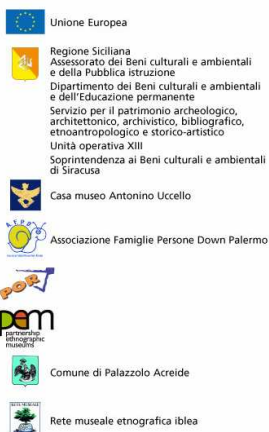 Unione Europea
Regione Siciliana
Assessorato dei Beni culturali e ambientali
e della Pubblica istruzione
Dipartimento dei Beni culturali e ambientali
e dell'Educazione permanente
Servizio per il patrimonio archeologico,
architettonico, archivistico, bibliografico,
etnoantropologico e storico-artistico
Unità operativa XIII
Soprintendenza ai Beni culturali e ambientali
di Siracusa
Casa museo Antonino Uccello
Associazione Famiglie Persone Down Palermo
POR
pem
partnership
ethnographic
museums
Comune di Palazzolo Acreide
Rete museale etnografica iblea